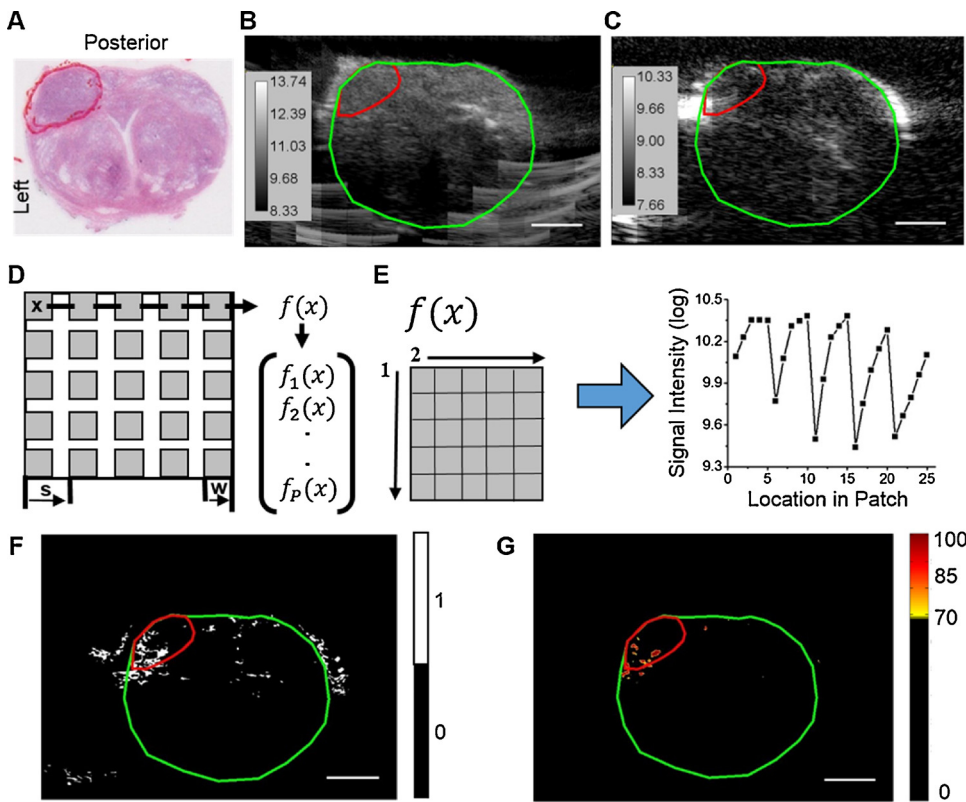 A
Posterior
Left
B
13.74
12.39
11.03
9.68
8.33
C
10.33
9.66
9.00
8.33
7.66
D
x
f(x)
f₁(x)
f₂(x)
.
.
f_P(x)
s
w
E
f(x)
2
1
Signal Intensity (log)
10.5
10.2
9.9
9.6
9.3
0 5 10 15 20 25
Location in Patch
F
1
0
G
100
85
70
0